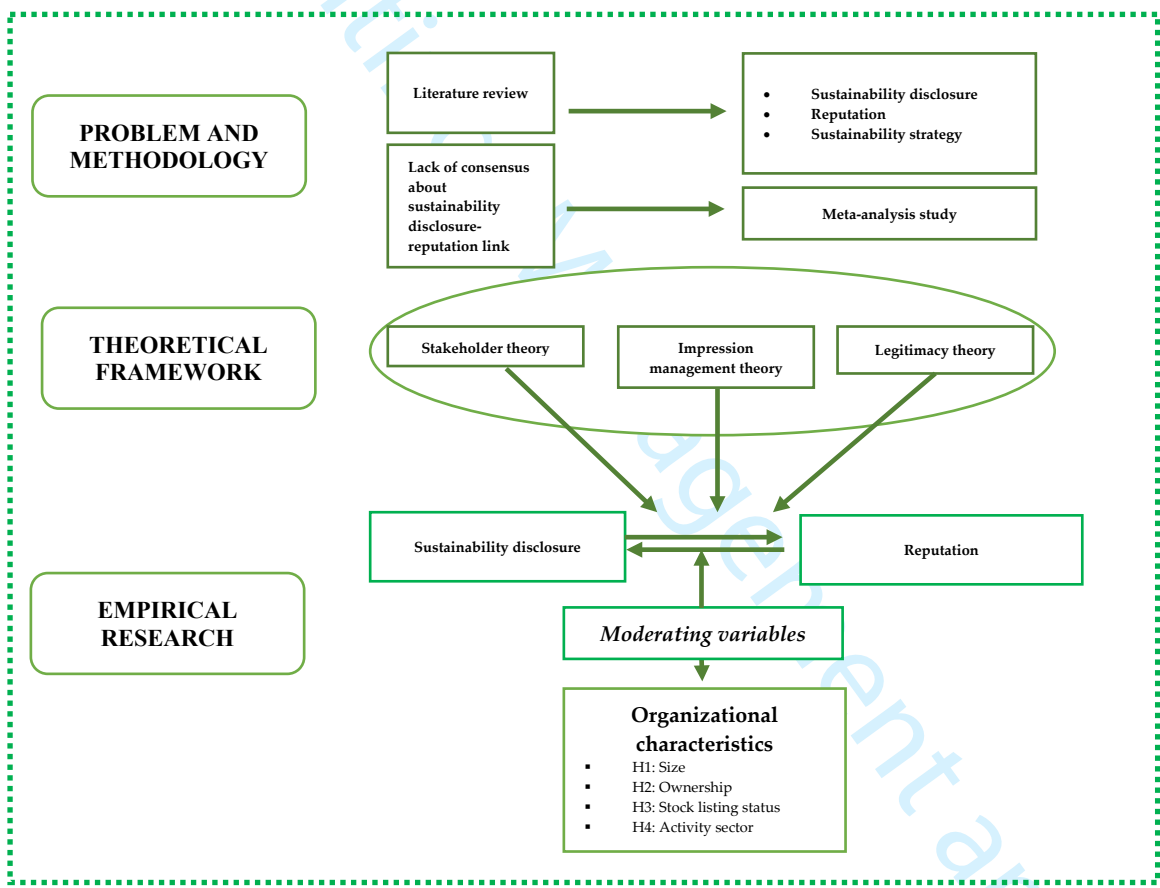 PROBLEM AND
METHODOLOGY
Literature review
• Sustainability disclosure
• Reputation
• Sustainability strategy
Lack of consensus
about
sustainability
disclosure-
reputation link
Meta-analysis study
THEORETICAL
FRAMEWORK
Stakeholder theory
Impression
management theory
Legitimacy theory
EMPIRICAL
RESEARCH
Sustainability disclosure
Reputation
Moderating variables
Organizational
characteristics
▪ H1: Size
▪ H2: Ownership
▪ H3: Stock listing status
▪ H4: Activity sector